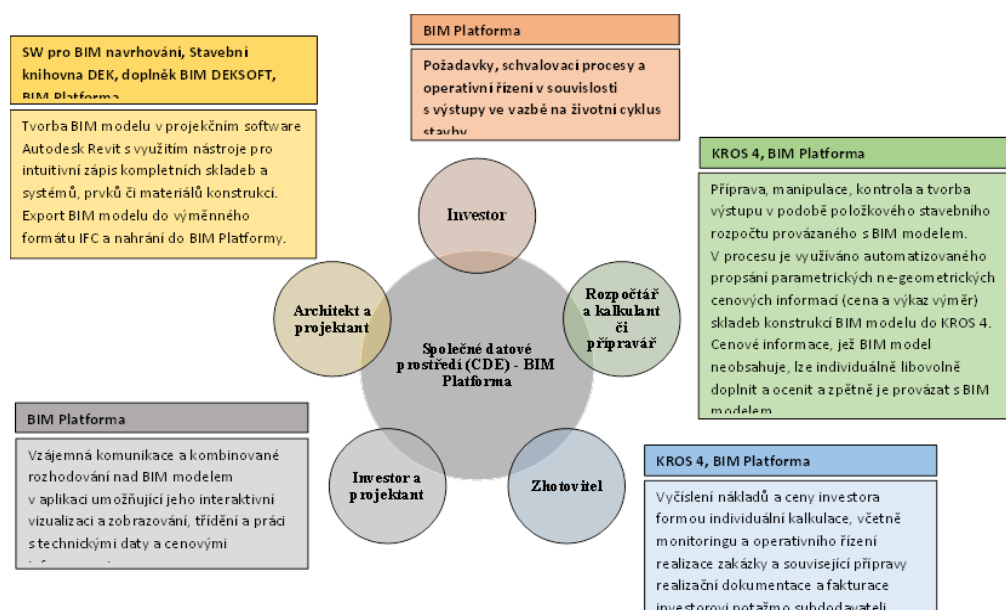 BIM Platforma
Požadavky, schvalovací procesy a
operativní řízení v souvislosti
s výstupy ve vazbě na životní cyklus
stavby
SW pro BIM navrhování, Stavební
knihovna DEK, doplněk BIM DEKSOFT,
BIM Platforma
Tvorba BIM modelu v projekčním software
Autodesk Revit s využitím nástroje pro
intuitivní zápis kompletních skladeb a
systémů, prvků či materiálů konstrukcí.
Export BIM modelu do výměnného
formátu IFC a nahrání do BIM Platformy.
KROS 4, BIM Platforma
Příprava, manipulace, kontrola a tvorba
výstupu v podobě položkového stavebního
rozpočtu provázaného s BIM modelem.
V procesu je využíváno automatizovaného
propsání parametrických ne-geometrických
cenových informací (cena a výkaz výměr)
skladeb konstrukcí BIM modelu do KROS 4.
Cenové informace, jež BIM model
neobsahuje, lze individuálně libovolně
doplnit a ocenit a zpětně je provázat s BIM
modelem
Investor
Architekt a
projektant
Rozpočtář
a kalkulant
či
přípravář
Společné datové
prostředí (CDE) - BIM
Platforma
Investor a
projektant
Zhotovitel
BIM Platforma
Vzájemná komunikace a kombinované
rozhodování nad BIM modelem
v aplikaci umožňující jeho interaktivní
vizualizaci a zobrazování, třídění a práci
s technickými daty a cenovými
KROS 4, BIM Platforma
Vyčíslení nákladů a ceny investora
formou individuální kalkulace, včetně
monitoringu a operativního řízení
realizace zakázky a související přípravy
realizační dokumentace a fakturace
investorovi potažmo subdodavateli